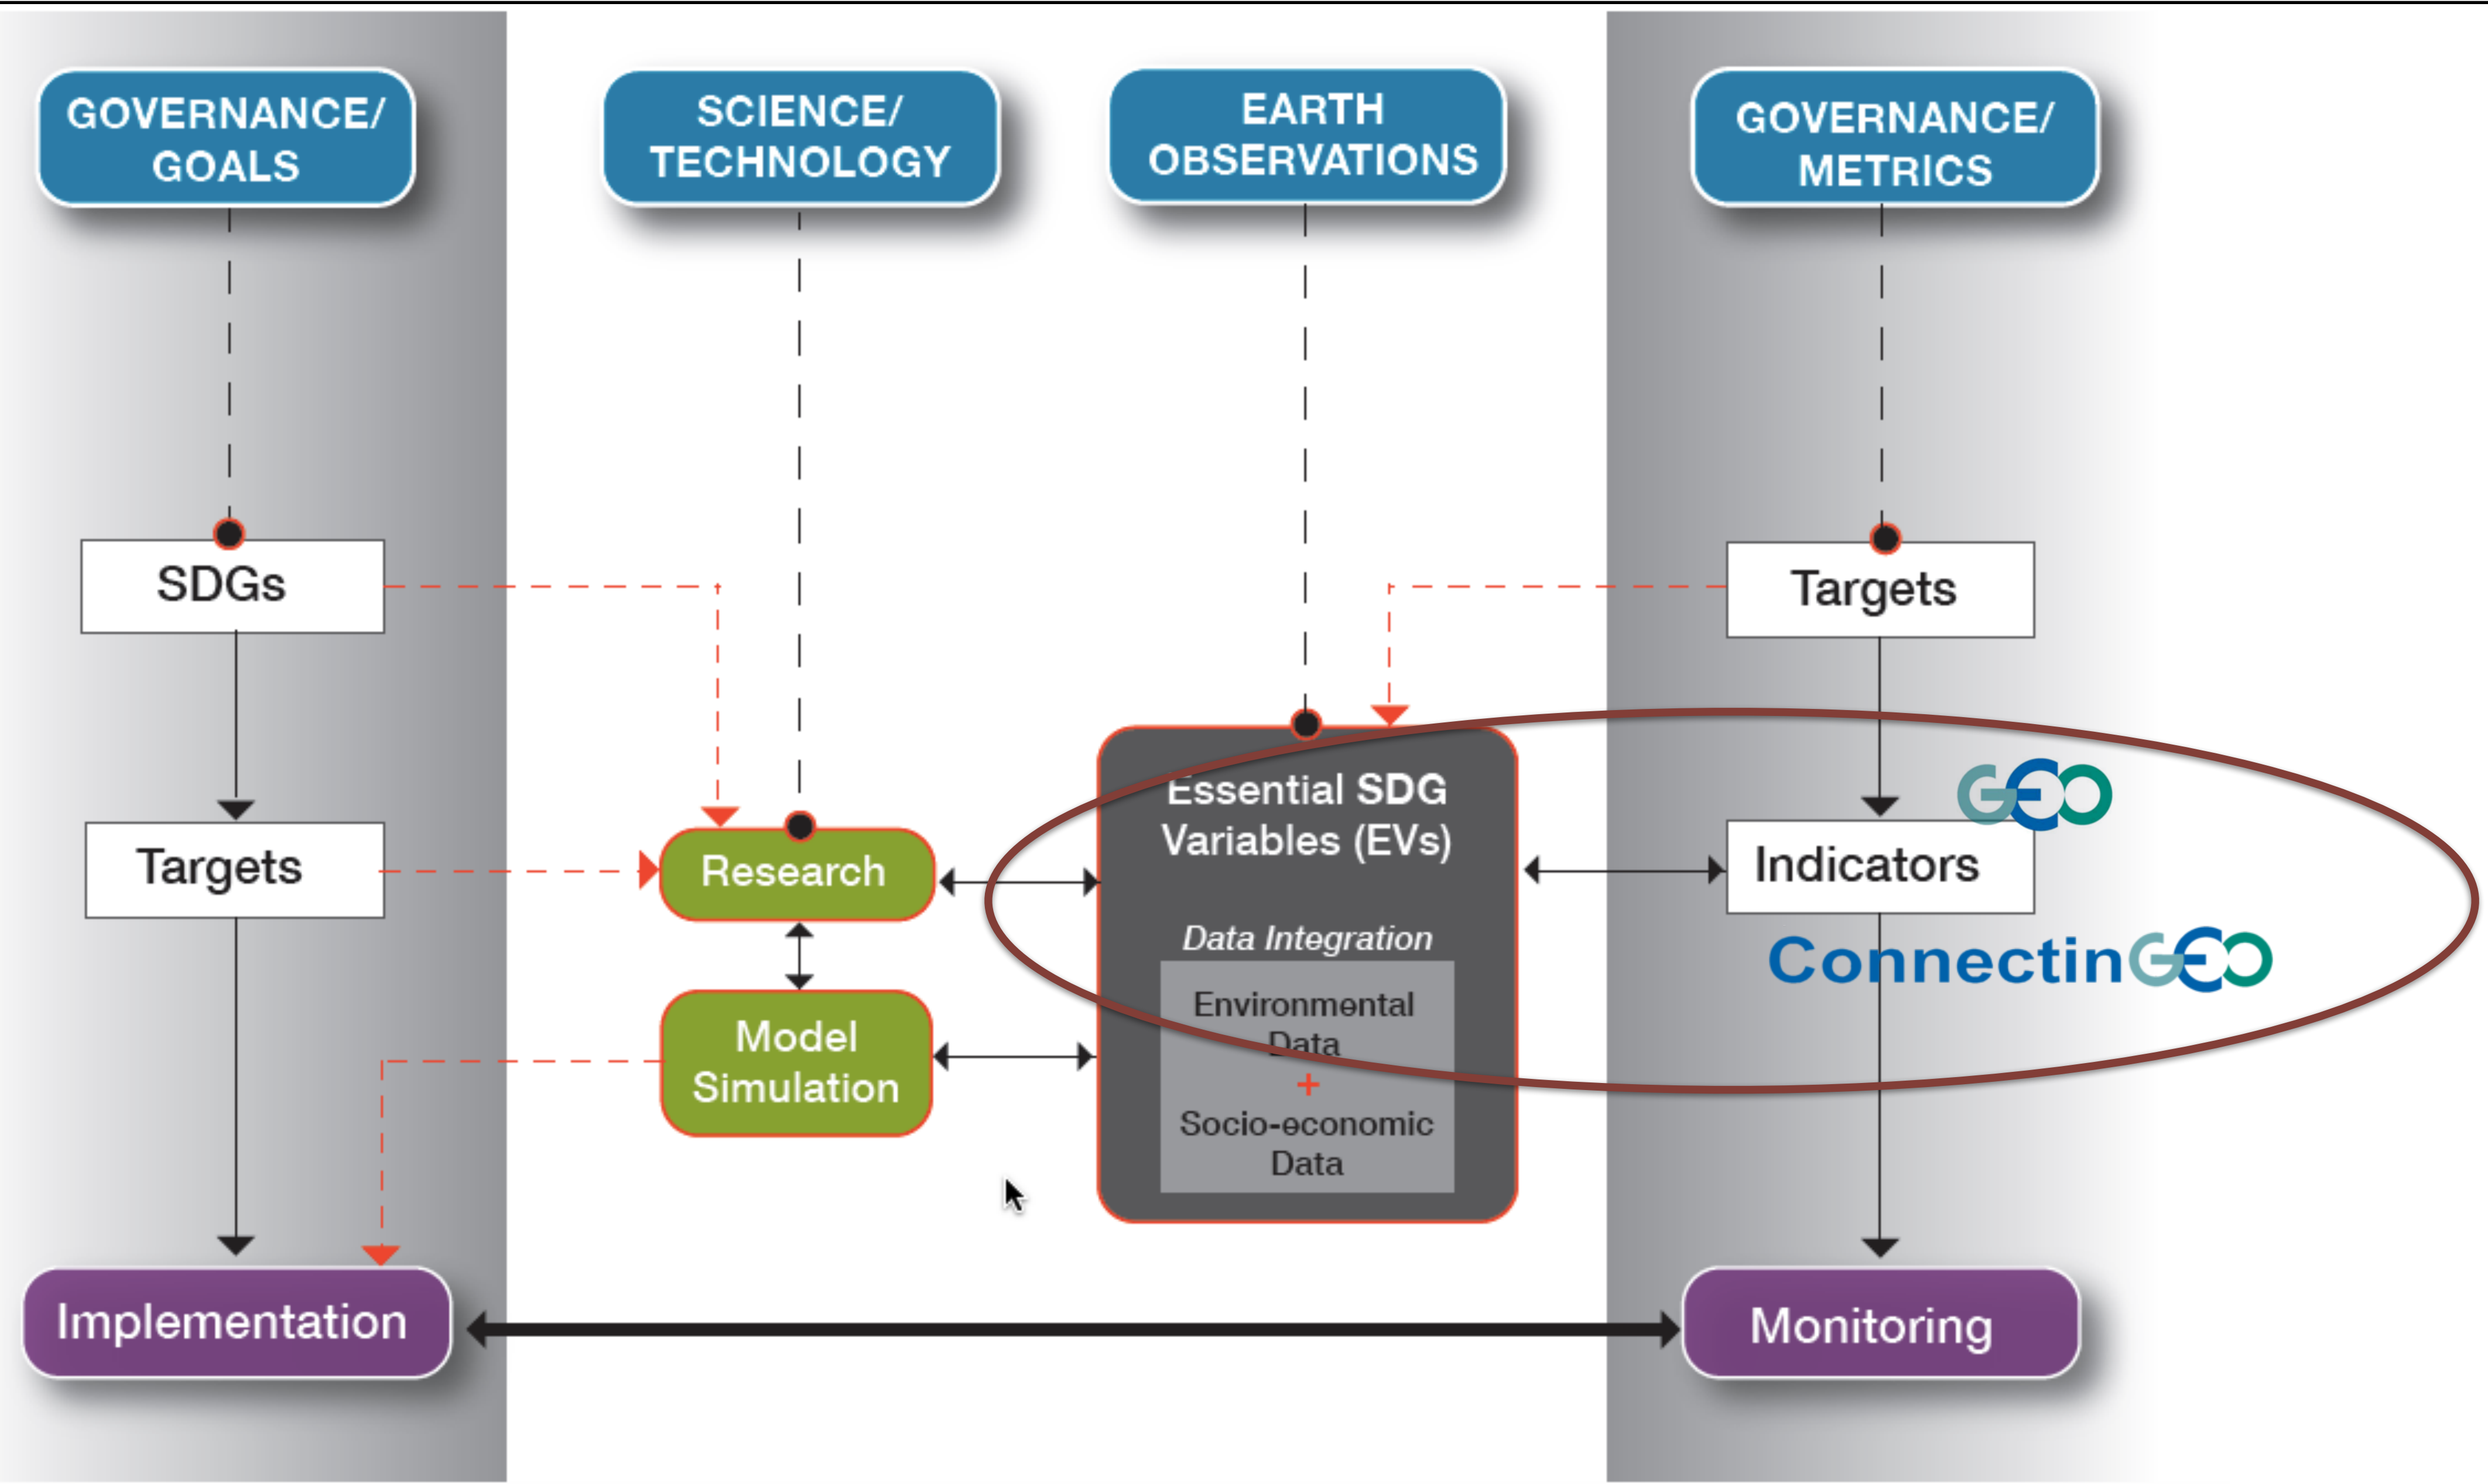 GOVERNANCE/
GOALS
SCIENCE/
TECHNOLOGY
EARTH
OBSERVATIONS
GOVERNANCE/
METRICS
SDGs
Targets
Targets
Research
Essential SDG
Variables (EVs)
GEO
Indicators
Data Integration
ConnectinGEO
Environmental
Data
+
Socio-economic
Data
Model
Simulation
Implementation
Monitoring